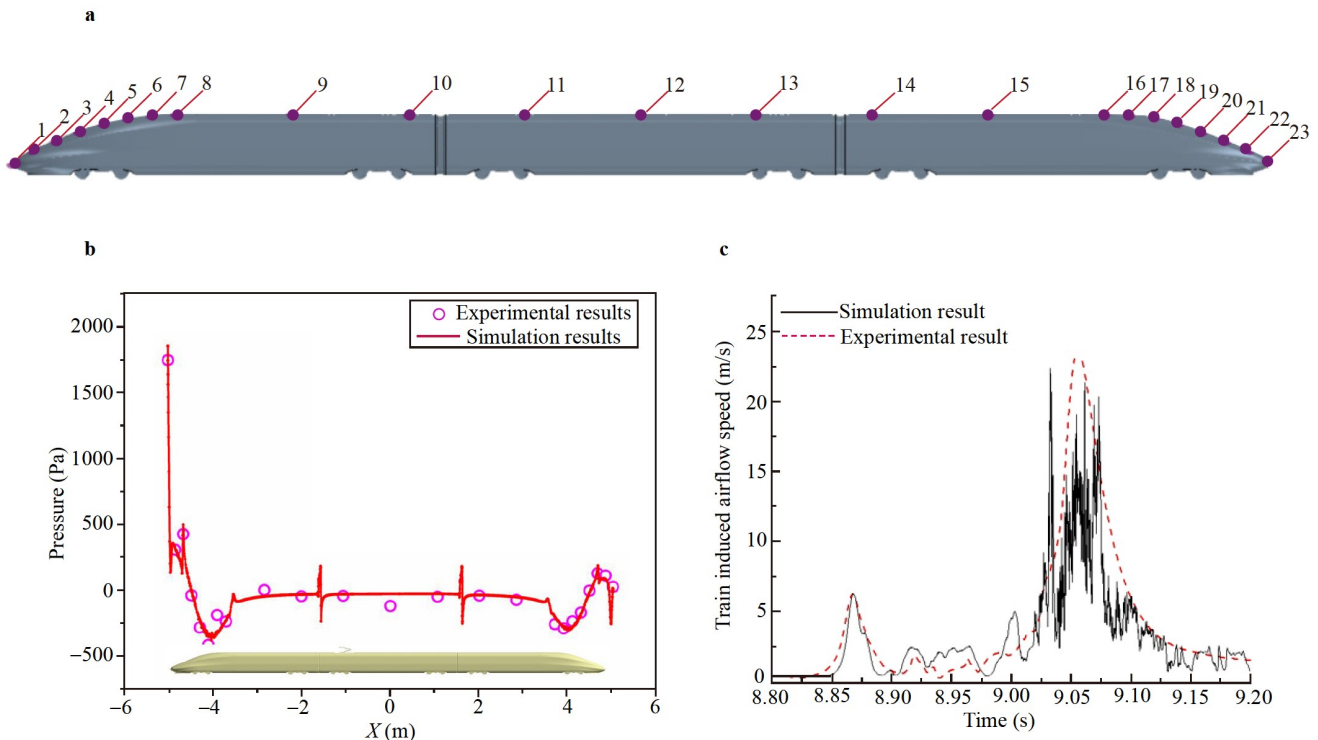 a
1 2 3 4 5 6 7 8 9 10 11 12 13 14 15 16 17 18 19 20 21 22 23
b
2000
1500
1000
500
0
−500
−6 −4 −2 0 2 4 6
Pressure (Pa)
X (m)
Experimental results
Simulation results
c
Simulation result
Experimental result
25
20
15
10
5
0
8.80 8.85 8.90 8.95 9.00 9.05 9.10 9.15 9.20
Train induced airflow speed (m/s)
Time (s)